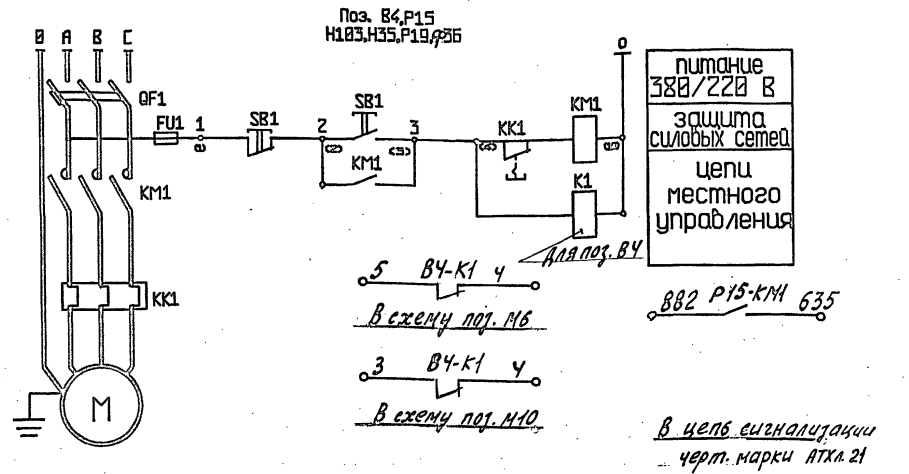 Поз. В4,Р15
Н103,Н35,Р19,Р36
0 А В С
0
QF1
FU1
1
SB1
2
SB1
3
KK1
KM1
KM1
K1
KM1
KK1
M
питание
380/220 В
защита
силовых сетей
цепи
местного
управления
Для поз. В4
5 В4-К1 4
В схему поз. М6
3 В4-К1 4
В схему поз. М10
882 Р15-КМ1 635
В цепь сигнализации
черт. марки АТХл.21